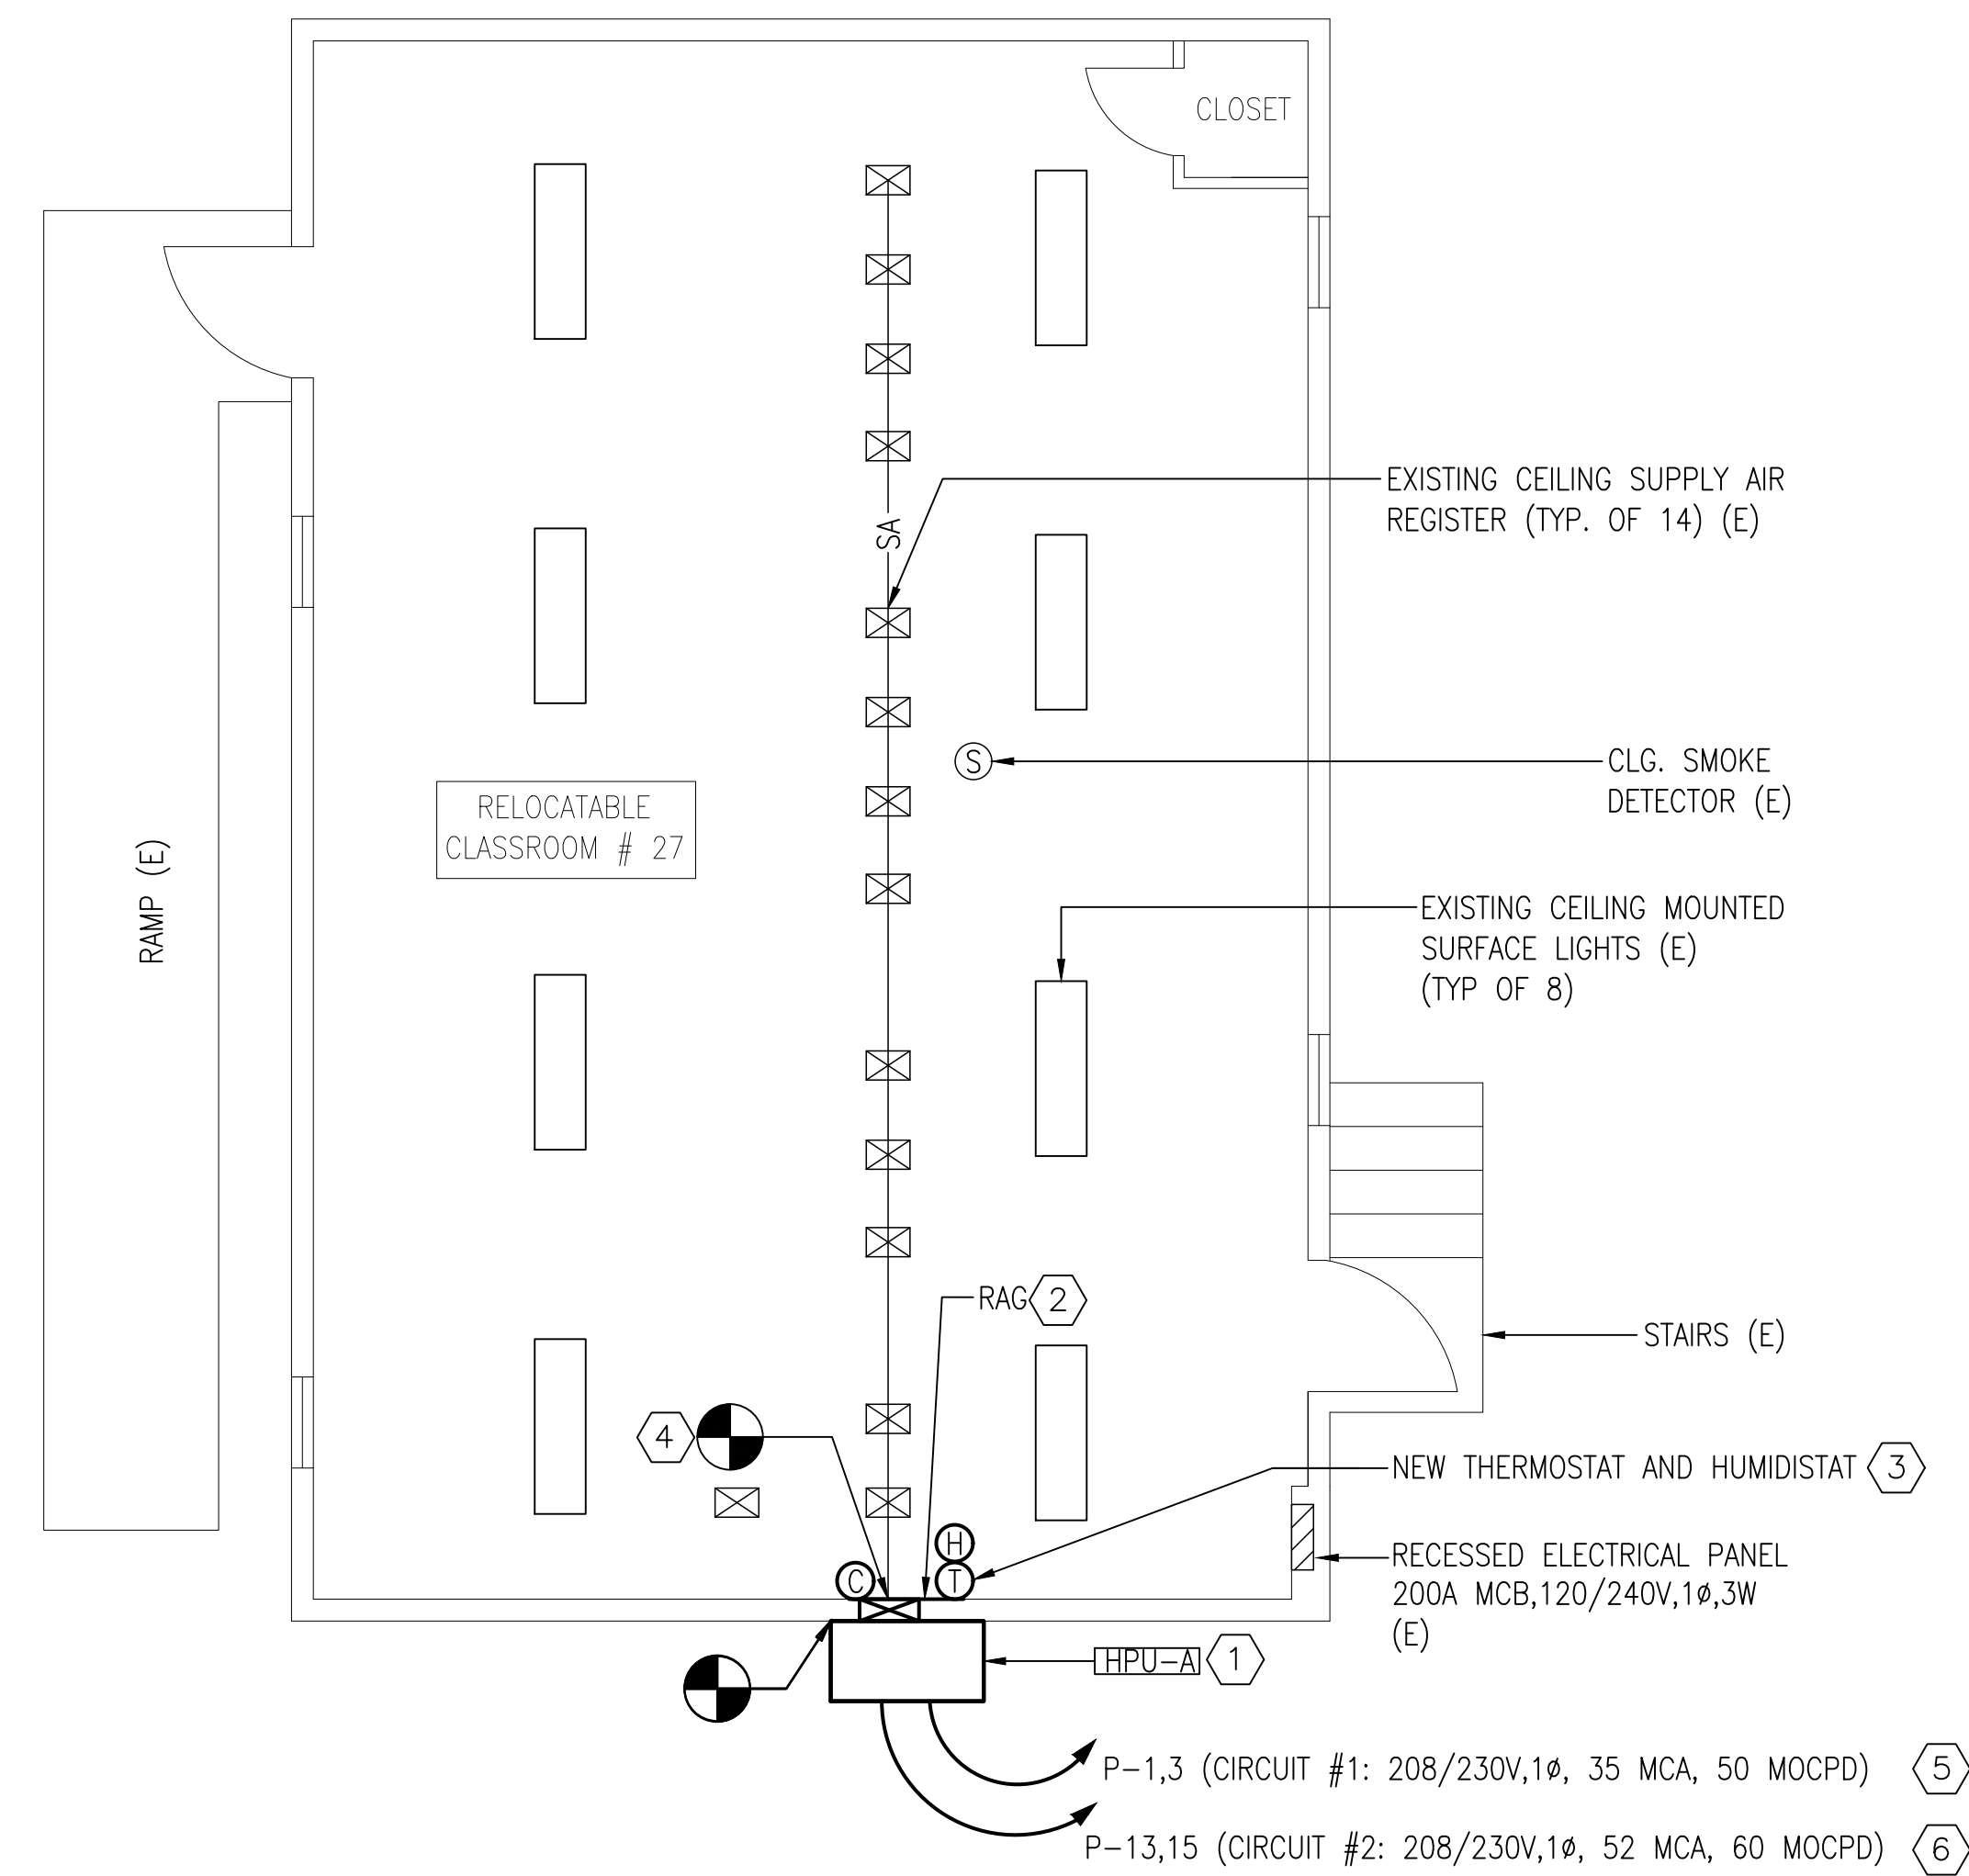 CLOSET
EXISTING CEILING SUPPLY AIR
REGISTER (TYP. OF 14) (E)
SA
S
CLG. SMOKE
DETECTOR (E)
RELOCATABLE
CLASSROOM # 27
RAMP (E)
EXISTING CEILING MOUNTED
SURFACE LIGHTS (E)
(TYP OF 8)
RAG 2
STAIRS (E)
4
NEW THERMOSTAT AND HUMIDISTAT 3
H
C
T
RECESSED ELECTRICAL PANEL
200A MCB,120/240V,1ø,3W
(E)
HPU-A 1
P-1,3 (CIRCUIT #1: 208/230V,1ø, 35 MCA, 50 MOCPD) 5
P-13,15 (CIRCUIT #2: 208/230V,1ø, 52 MCA, 60 MOCPD) 6